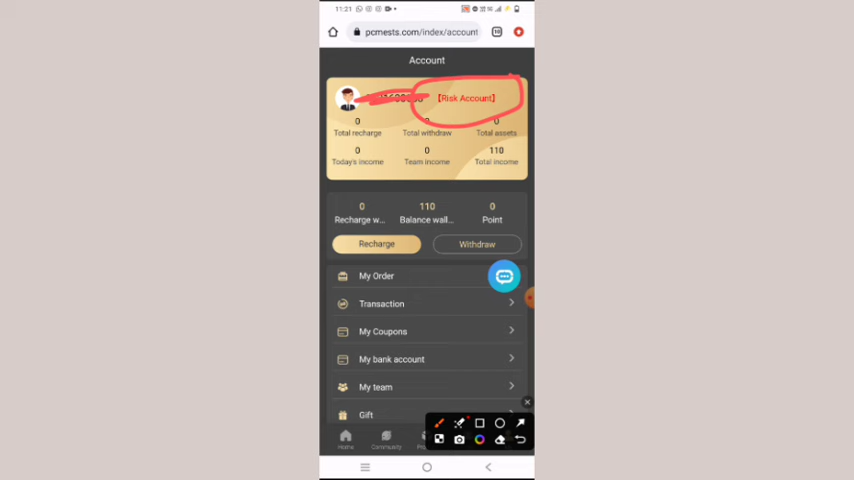 11:21
pcmests.com/index/account
10
Account
【Risk Account】
0 0
Total recharge Total withdraw Total assets
0 0 110
Today's income Team income Total income
0 110 0
Recharge w... Balance wall... Point
Recharge Withdraw
My Order
Transaction
My Coupons
My bank account
My team
Gift
Home Community